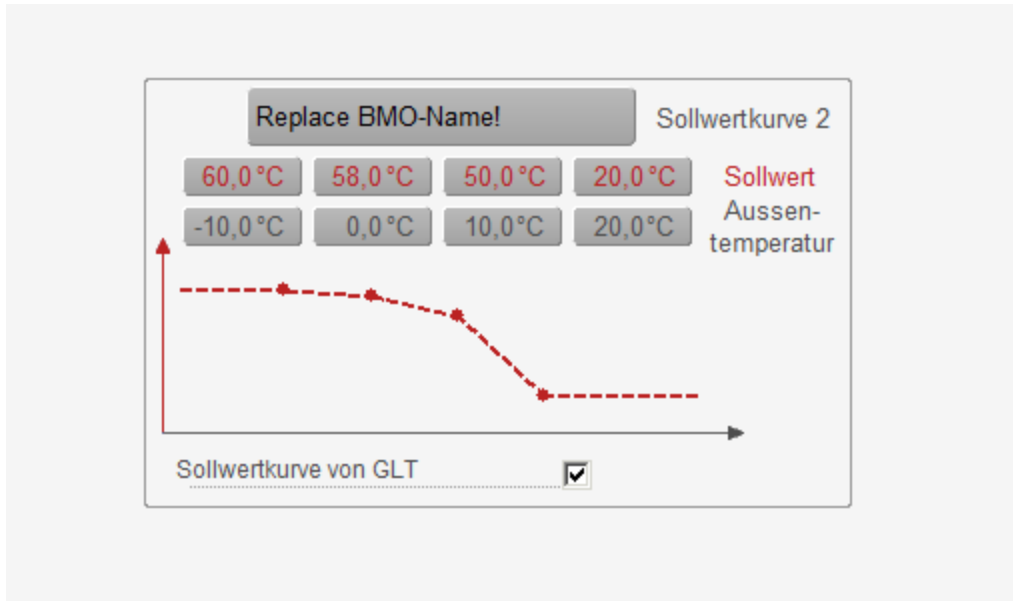 Replace BMO-Name!
Sollwertkurve 2
60,0°C 58,0°C 50,0°C 20,0°C Sollwert
-10,0°C 0,0°C 10,0°C 20,0°C Aussen-
temperatur
Sollwertkurve von GLT